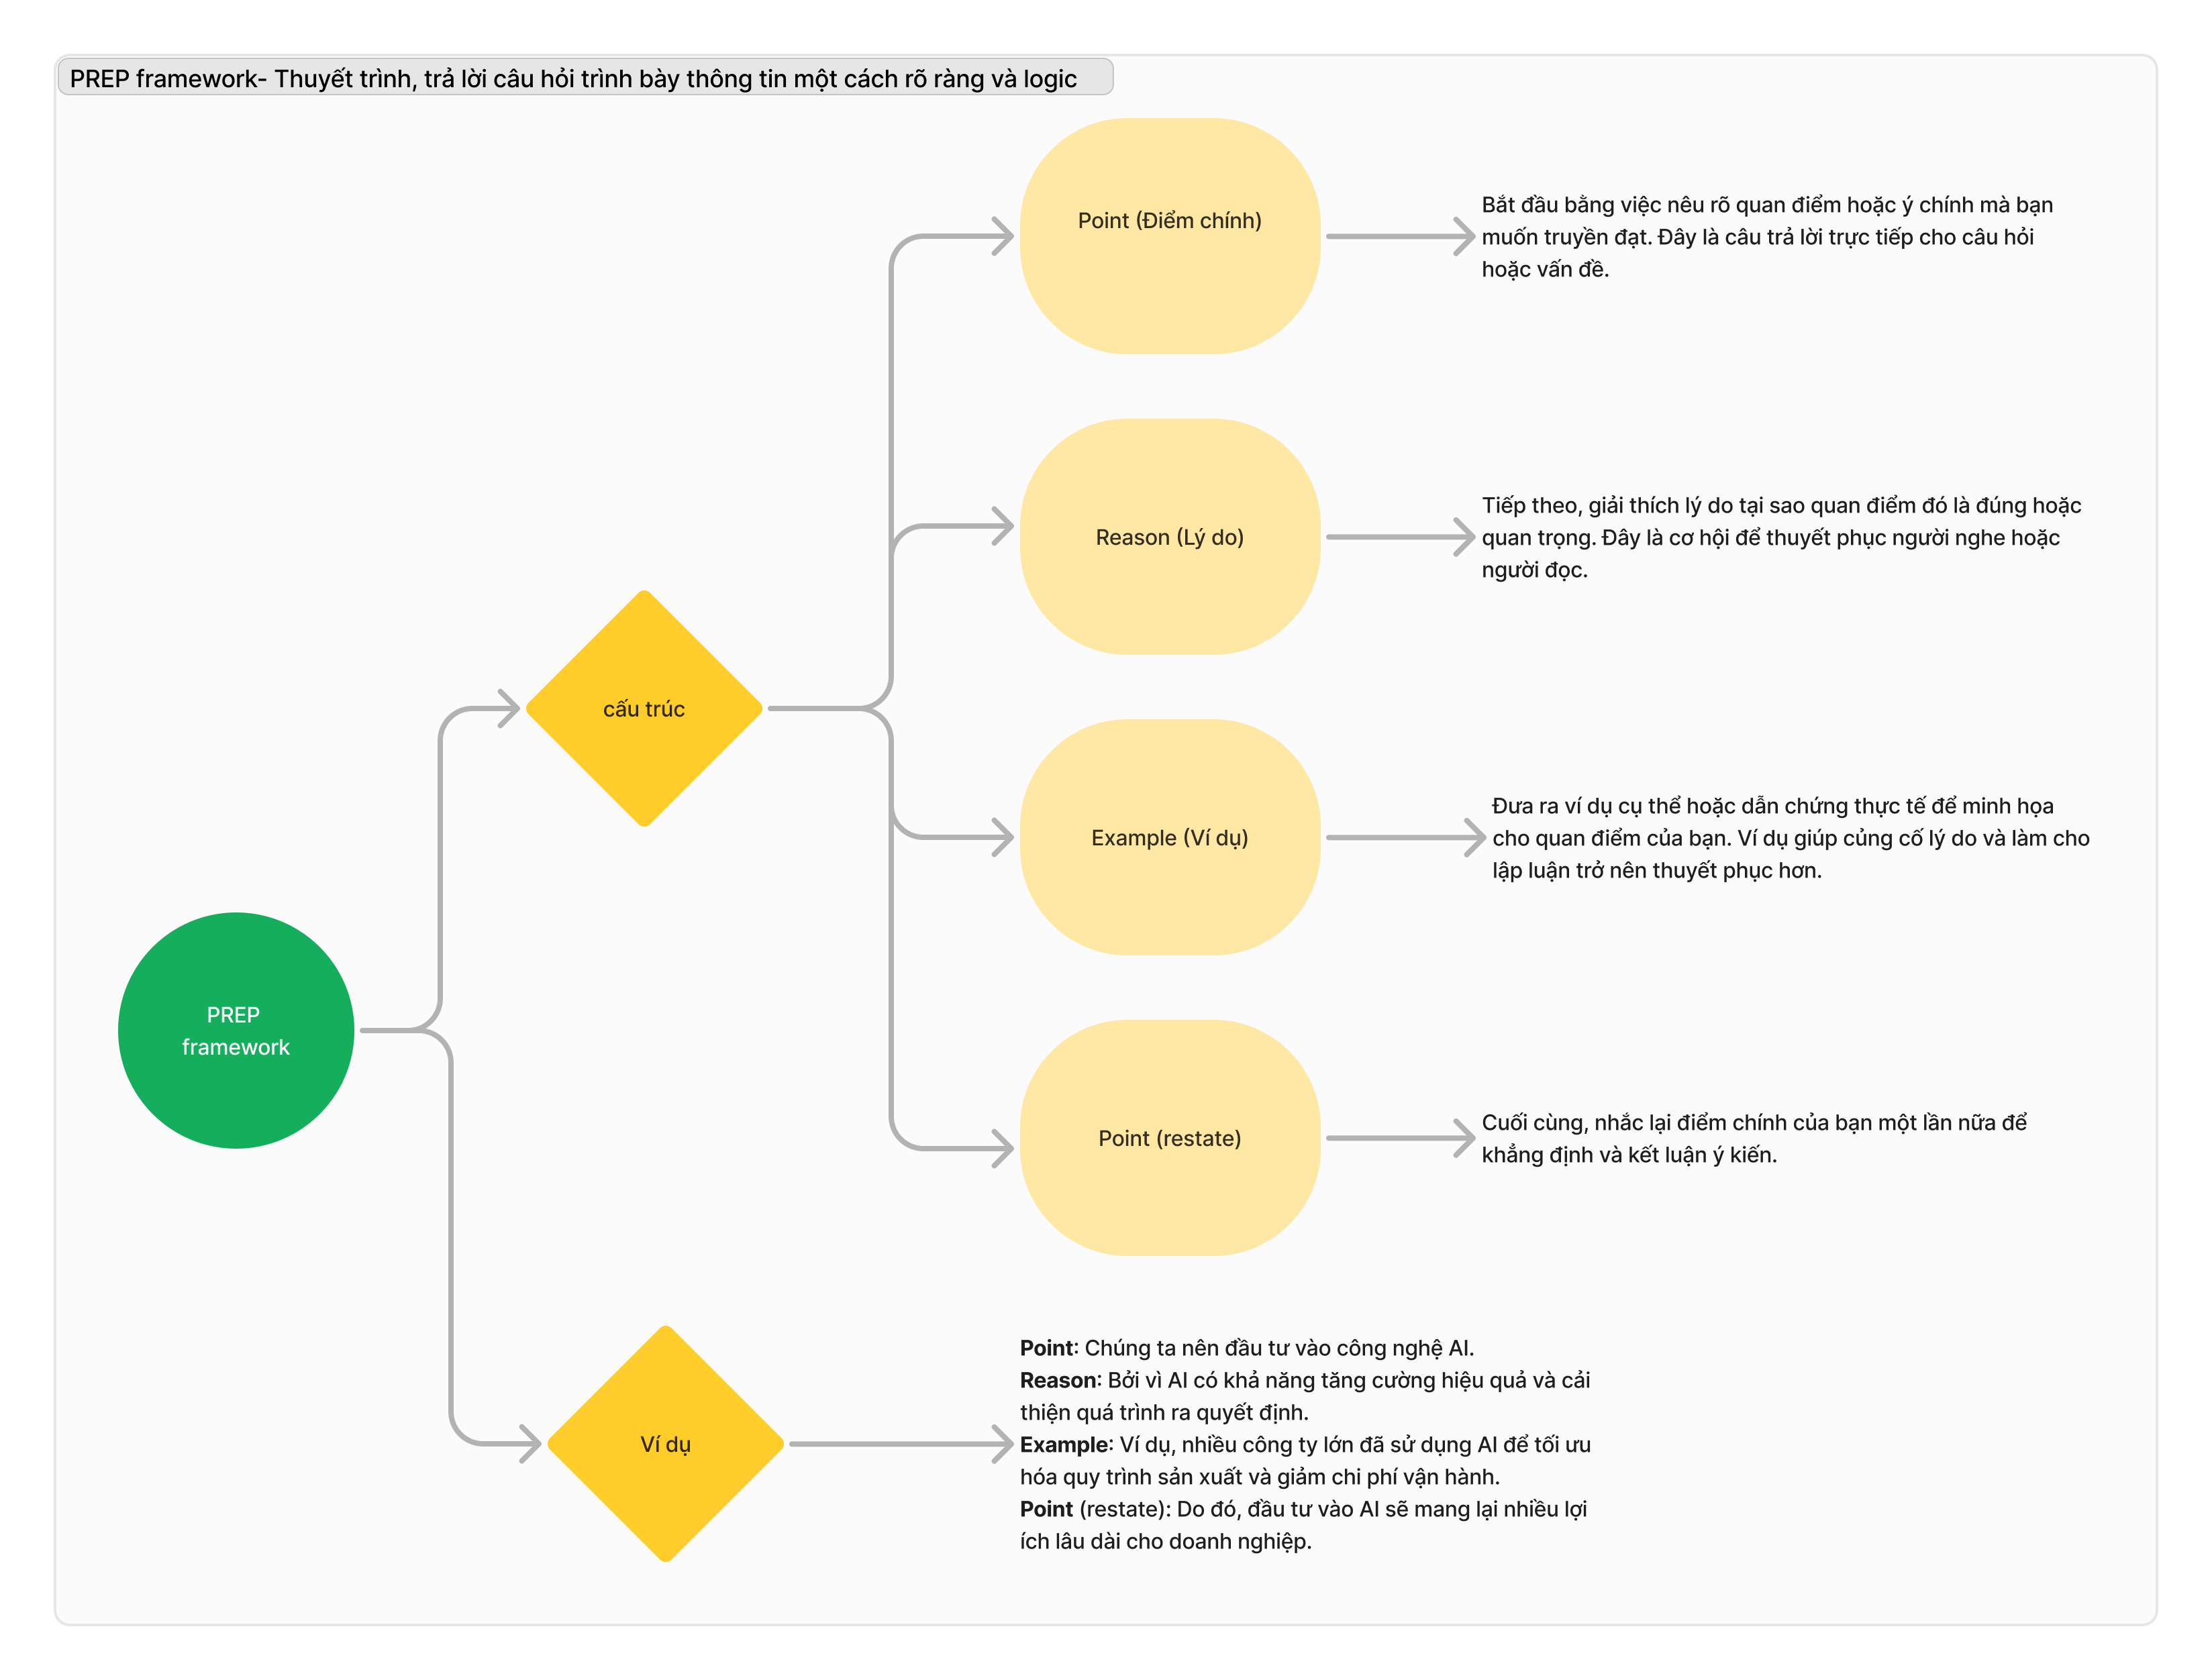 PREP framework- Thuyết trình, trả lời câu hỏi trình bày thông tin một cách rõ ràng và logic
Point (Điểm chính)
Bắt đầu bằng việc nêu rõ quan điểm hoặc ý chính mà bạn
muốn truyền đạt. Đây là câu trả lời trực tiếp cho câu hỏi
hoặc vấn đề.
Reason (Lý do)
Tiếp theo, giải thích lý do tại sao quan điểm đó là đúng hoặc
quan trọng. Đây là cơ hội để thuyết phục người nghe hoặc
người đọc.
cấu trúc
Example (Ví dụ)
Đưa ra ví dụ cụ thể hoặc dẫn chứng thực tế để minh họa
cho quan điểm của bạn. Ví dụ giúp củng cố lý do và làm cho
lập luận trở nên thuyết phục hơn.
PREP
framework
Point (restate)
Cuối cùng, nhắc lại điểm chính của bạn một lần nữa để
khẳng định và kết luận ý kiến.
Ví dụ
Point: Chúng ta nên đầu tư vào công nghệ AI.
Reason: Bởi vì AI có khả năng tăng cường hiệu quả và cải
thiện quá trình ra quyết định.
Example: Ví dụ, nhiều công ty lớn đã sử dụng AI để tối ưu
hóa quy trình sản xuất và giảm chi phí vận hành.
Point (restate): Do đó, đầu tư vào AI sẽ mang lại nhiều lợi
ích lâu dài cho doanh nghiệp.